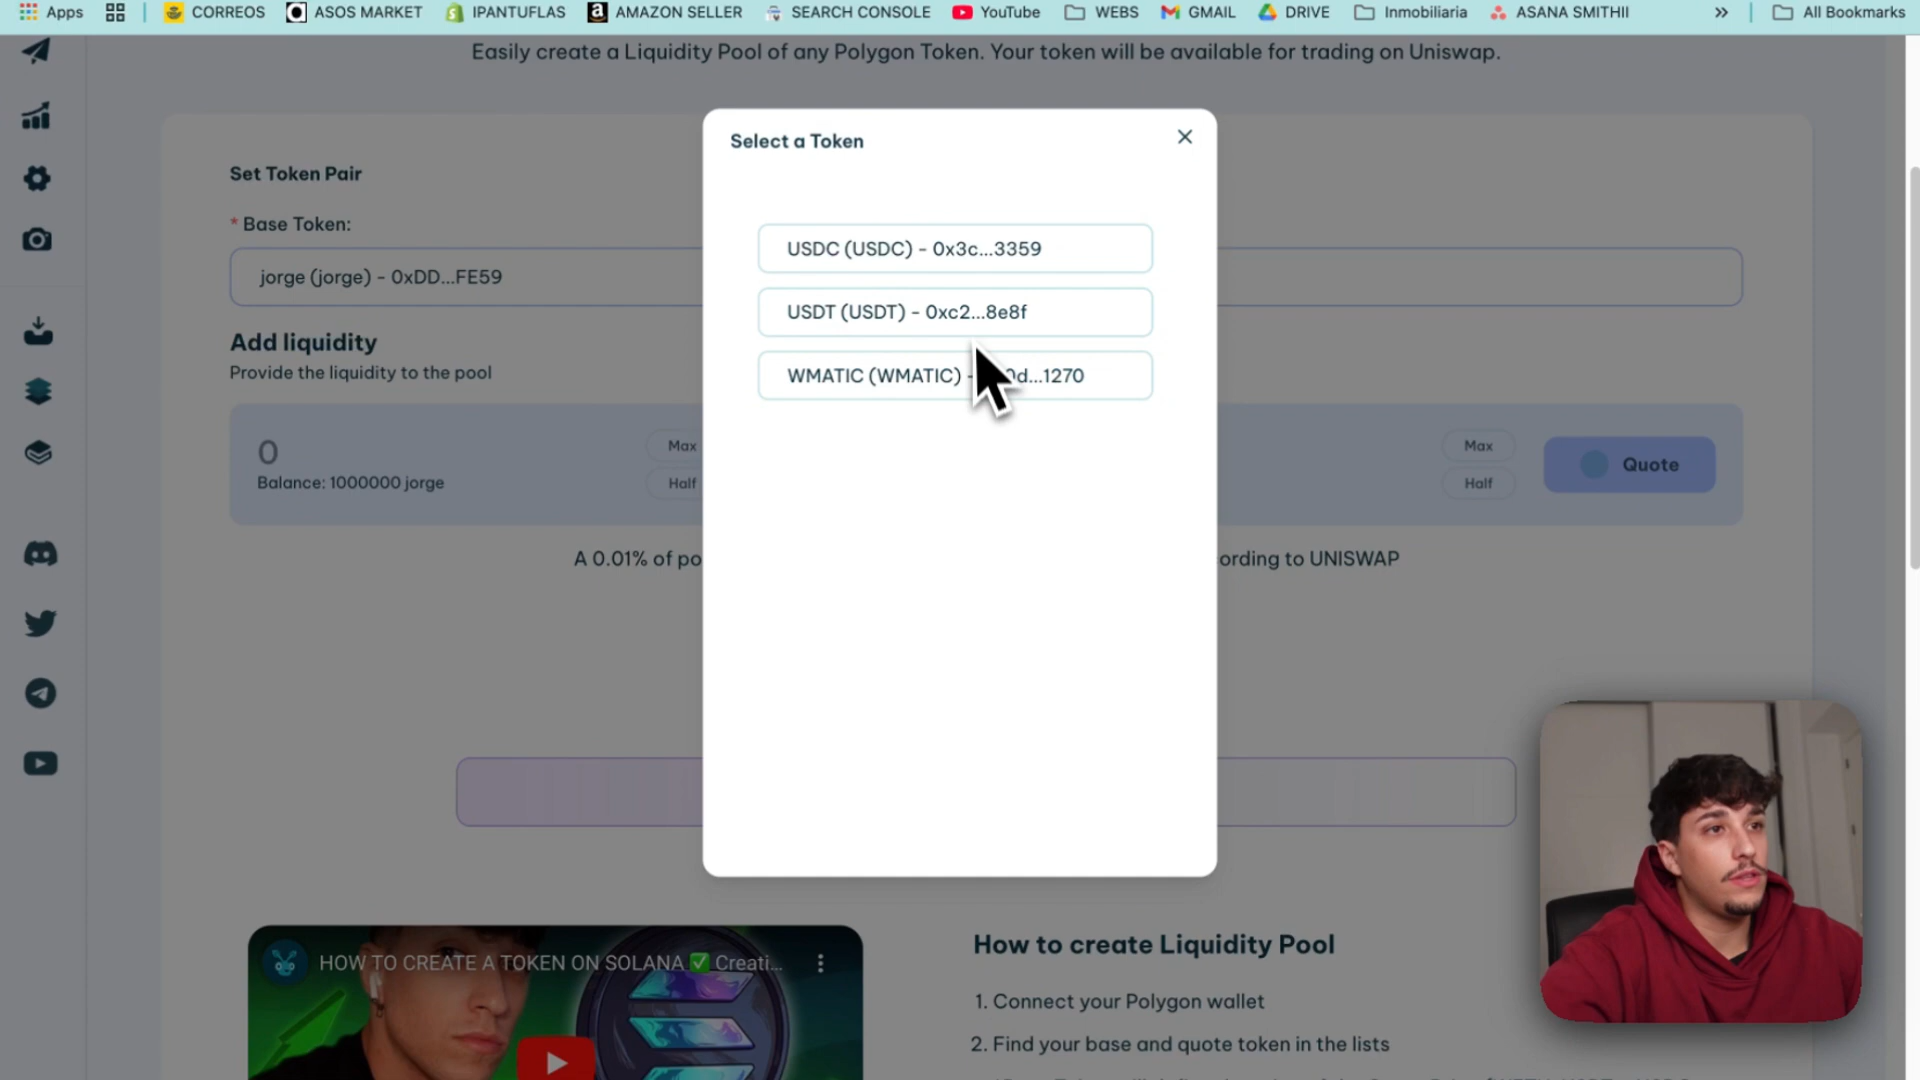 Apps
CORREOS
ASOS MARKET
IPANTUFLAS
AMAZON SELLER
SEARCH CONSOLE
YouTube
WEBS
GMAIL
DRIVE
Inmobiliaria
ASANA SMITHII
»
All Bookmarks
Easily create a Liquidity Pool of any Polygon Token. Your token will be available for trading on Uniswap.
Select a Token
Set Token Pair
* Base Token:
jorge (jorge) - 0xDD...FE59
USDC (USDC) - 0x3c...3359
USDT (USDT) - 0xc2...8e8f
WMATIC (WMATIC) - d...1270
Add liquidity
Provide the liquidity to the pool
0
Balance: 1000000 jorge
Max
Half
Max
Half
Quote
A 0.01% of po
ording to UNISWAP
HOW TO CREATE A TOKEN ON SOLANA ✅ Creati...
How to create Liquidity Pool
1. Connect your Polygon wallet
2. Find your base and quote token in the lists